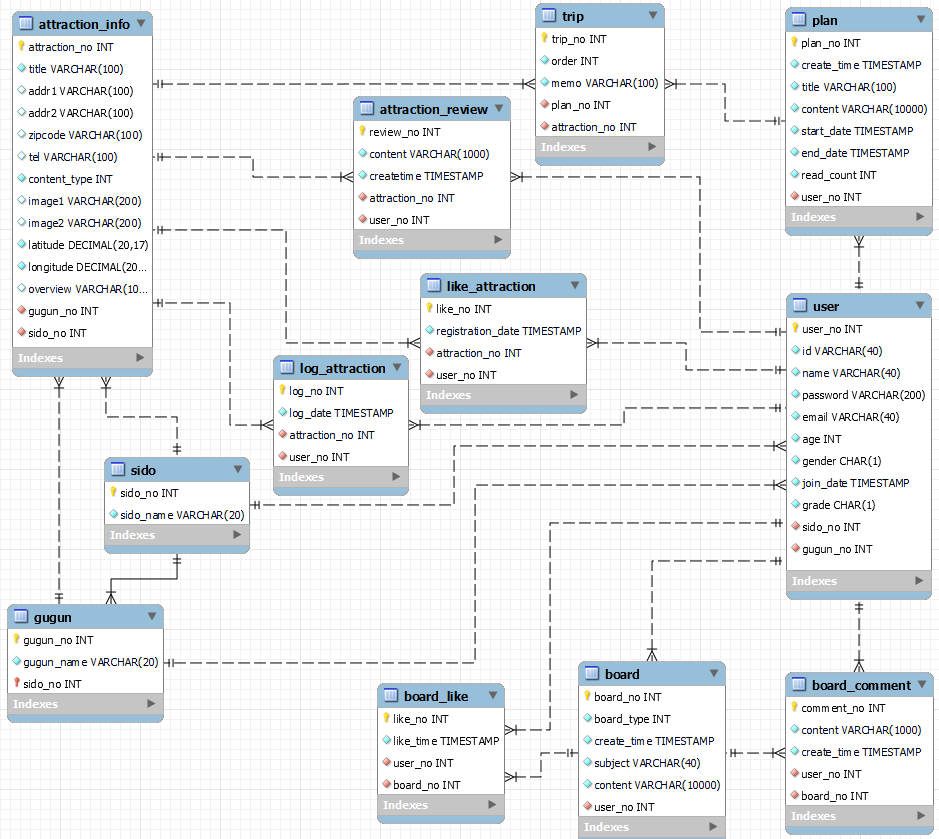 attraction_info
attraction_no INT
title VARCHAR(100)
addr1 VARCHAR(100)
addr2 VARCHAR(100)
zipcode VARCHAR(100)
tel VARCHAR(100)
content_type INT
image1 VARCHAR(200)
image2 VARCHAR(200)
latitude DECIMAL(20,17)
longitude DECIMAL(20...
overview VARCHAR(10...
gugun_no INT
sido_no INT
Indexes
trip
trip_no INT
order INT
memo VARCHAR(100)
plan_no INT
attraction_no INT
Indexes
plan
plan_no INT
create_time TIMESTAMP
title VARCHAR(100)
content VARCHAR(10000)
start_date TIMESTAMP
end_date TIMESTAMP
read_count INT
user_no INT
Indexes
attraction_review
review_no INT
content VARCHAR(1000)
createtime TIMESTAMP
attraction_no INT
user_no INT
Indexes
like_attraction
like_no INT
registration_date TIMESTAMP
attraction_no INT
user_no INT
Indexes
log_attraction
log_no INT
log_date TIMESTAMP
attraction_no INT
user_no INT
Indexes
user
user_no INT
id VARCHAR(40)
name VARCHAR(40)
password VARCHAR(200)
email VARCHAR(40)
age INT
gender CHAR(1)
join_date TIMESTAMP
grade CHAR(1)
sido_no INT
gugun_no INT
Indexes
sido
sido_no INT
sido_name VARCHAR(20)
Indexes
gugun
gugun_no INT
gugun_name VARCHAR(20)
sido_no INT
Indexes
board_like
like_no INT
like_time TIMESTAMP
user_no INT
board_no INT
Indexes
board
board_no INT
board_type INT
create_time TIMESTAMP
subject VARCHAR(40)
content VARCHAR(10000)
user_no INT
Indexes
board_comment
comment_no INT
content VARCHAR(1000)
create_time TIMESTAMP
user_no INT
board_no INT
Indexes